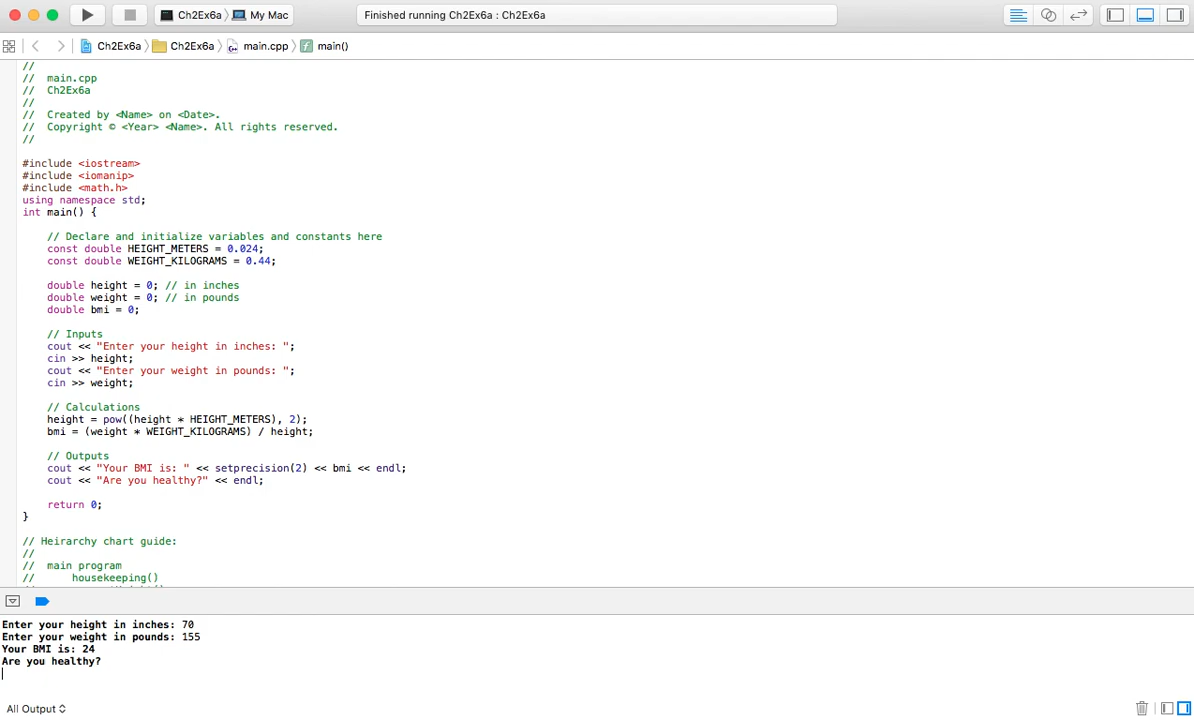 Ch2Ex6a My Mac Finished running Ch2Ex6a : Ch2Ex6a
Ch2Ex6a Ch2Ex6a main.cpp main()
//
// main.cpp
// Ch2Ex6a
//
// Created by <Name> on <Date>.
// Copyright © <Year> <Name>. All rights reserved.
//
#include <iostream>
#include <iomanip>
#include <math.h>
using namespace std;
int main() {
// Declare and initialize variables and constants here
const double HEIGHT_METERS = 0.024;
const double WEIGHT_KILOGRAMS = 0.44;
double height = 0; // in inches
double weight = 0; // in pounds
double bmi = 0;
// Inputs
cout << "Enter your height in inches: ";
cin >> height;
cout << "Enter your weight in pounds: ";
cin >> weight;
// Calculations
height = pow((height * HEIGHT_METERS), 2);
bmi = (weight * WEIGHT_KILOGRAMS) / height;
// Outputs
cout << "Your BMI is: " << setprecision(2) << bmi << endl;
cout << "Are you healthy?" << endl;
return 0;
}
// Heirarchy chart guide:
//
// main program
// housekeeping()
Enter your height in inches: 70
Enter your weight in pounds: 155
Your BMI is: 24
Are you healthy?
All Output